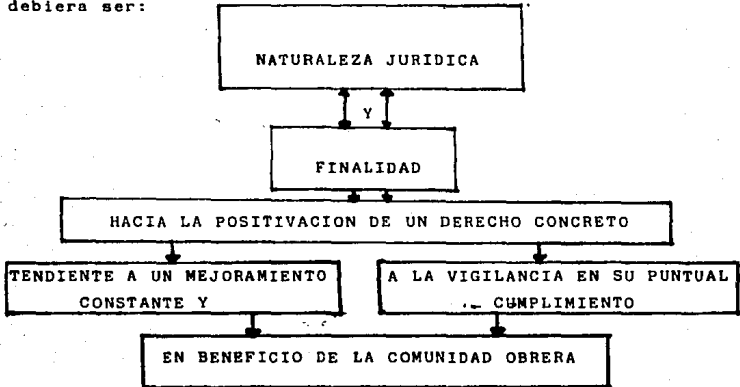 debiera ser:
NATURALEZA JURIDICA
Y
FINALIDAD
HACIA LA POSITIVACION DE UN DERECHO CONCRETO
TENDIENTE A UN MEJORAMIENTO
CONSTANTE Y
A LA VIGILANCIA EN SU PUNTUAL
CUMPLIMIENTO
EN BENEFICIO DE LA COMUNIDAD OBRERA